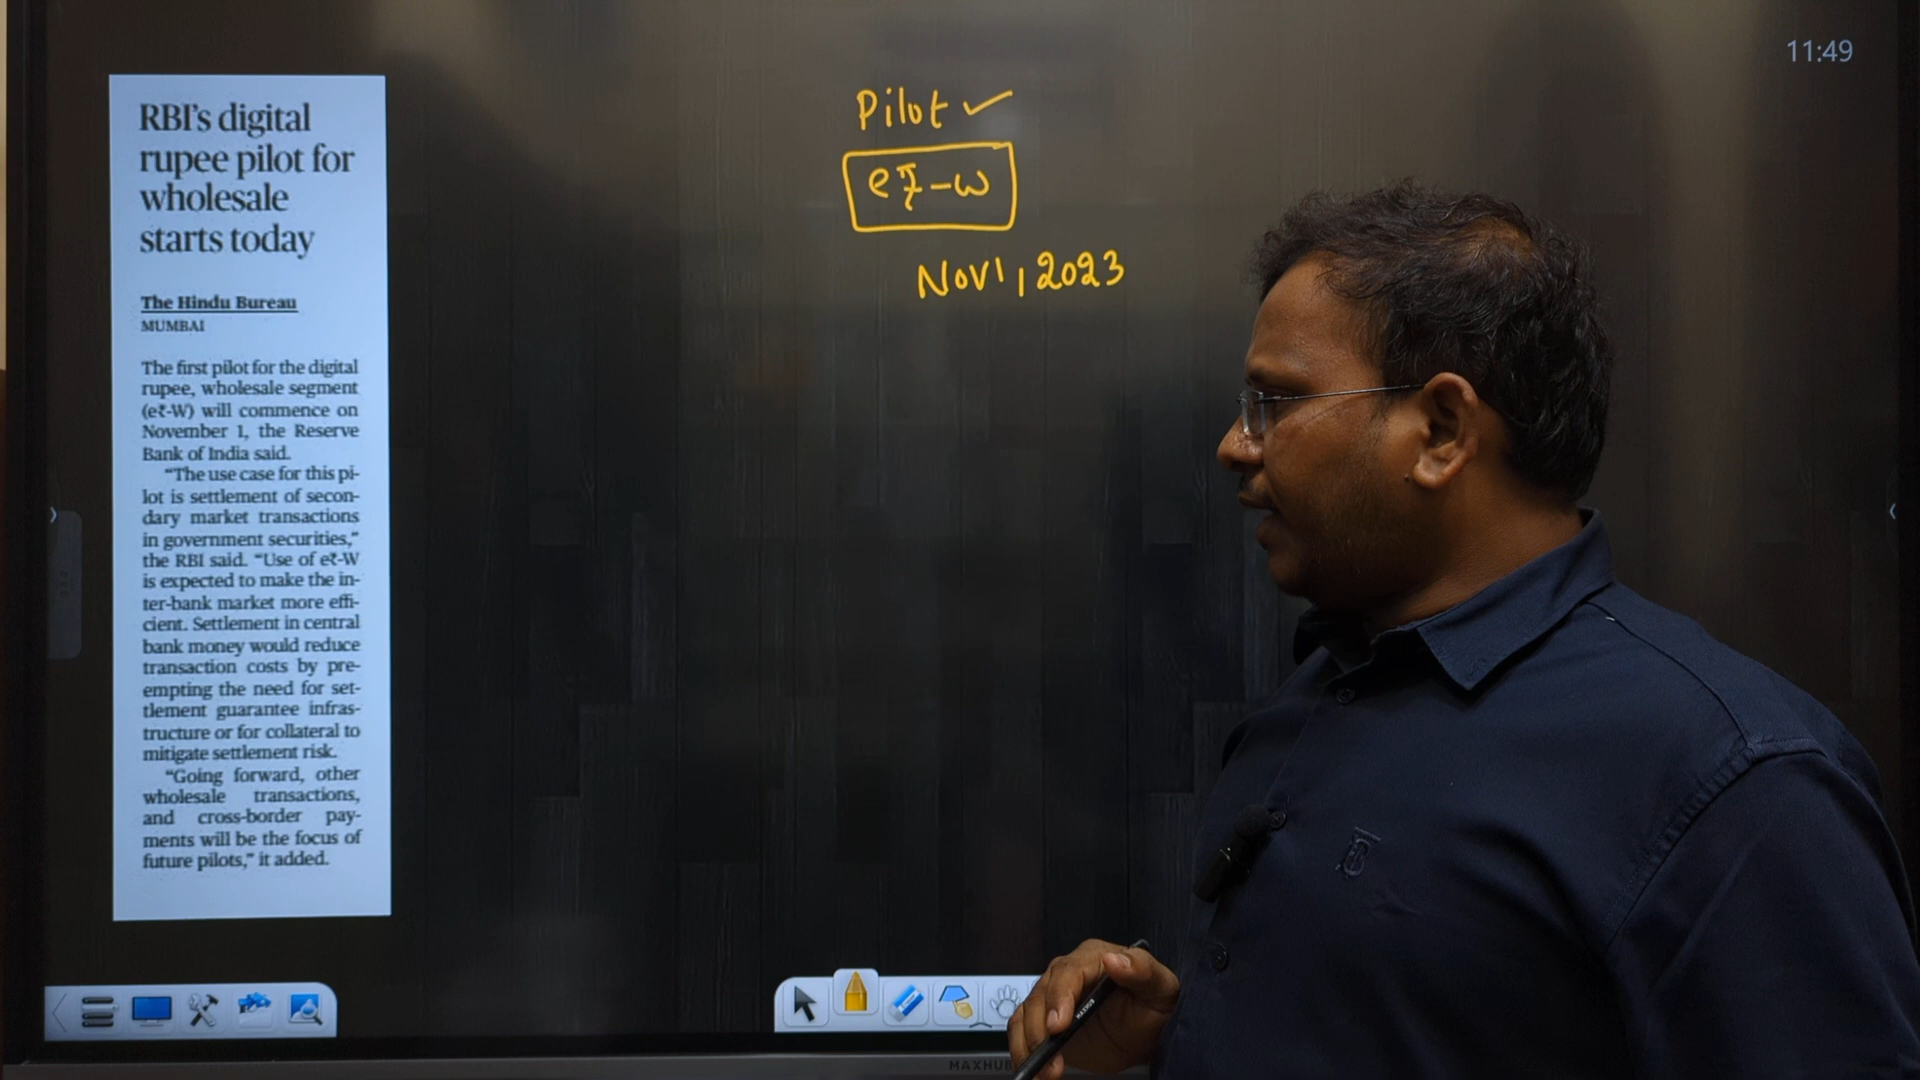 11:49
RBI's digital
rupee pilot for
wholesale
starts today
The Hindu Bureau
MUMBAI
The first pilot for the digital
rupee, wholesale segment
(e₹-W) will commence on
November 1, the Reserve
Bank of India said.
"The use case for this pi-
lot is settlement of secon-
dary market transactions
in government securities,"
the RBI said. "Use of e₹-W
is expected to make the in-
ter-bank market more effi-
cient. Settlement in central
bank money would reduce
transaction costs by pre-
empting the need for set-
tlement guarantee infras-
tructure or for collateral to
mitigate settlement risk.
"Going forward, other
wholesale transactions,
and cross-border pay-
ments will be the focus of
future pilots," it added.
Pilot ✓
e₹-W
Nov 1, 2023
MAXHUB